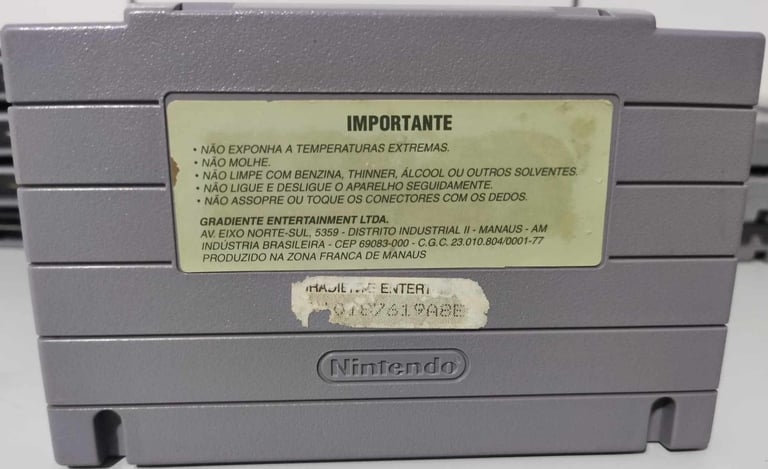 IMPORTANTE
• NÃO EXPONHA A TEMPERATURAS EXTREMAS.
• NÃO MOLHE.
• NÃO LIMPE COM BENZINA, THINNER, ÁLCOOL OU OUTROS SOLVENTES.
• NÃO LIGUE E DESLIGUE O APARELHO SEGUIDAMENTE.
• NÃO ASSOPRE OU TOQUE OS CONECTORES COM OS DEDOS.
GRADIENTE ENTERTAINMENT LTDA.
AV. EIXO NORTE-SUL, 5359 - DISTRITO INDUSTRIAL II - MANAUS - AM
INDÚSTRIA BRASILEIRA - CEP 69083-000 - C.G.C. 23.010.804/0001-77
PRODUZIDO NA ZONA FRANCA DE MANAUS
ENTER
Nintendo